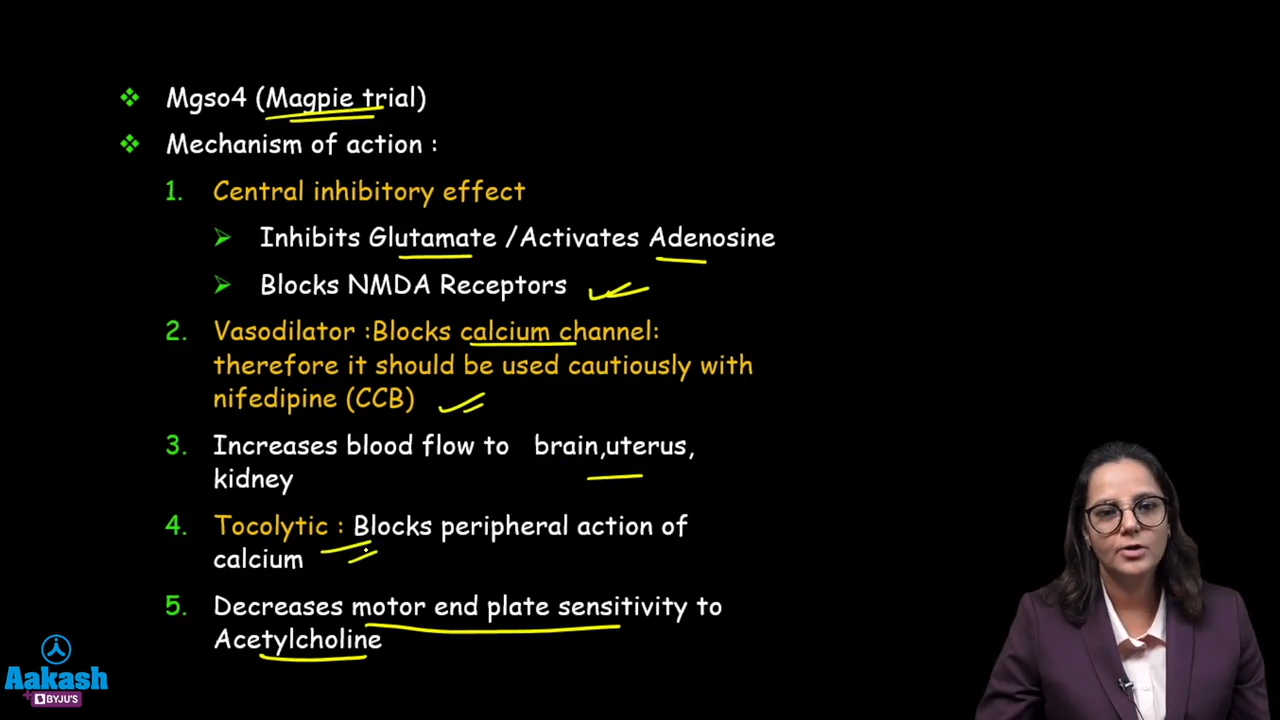 ❖ Mgso4 (Magpie trial)
❖ Mechanism of action :
1. Central inhibitory effect
➢ Inhibits Glutamate /Activates Adenosine
➢ Blocks NMDA Receptors
2. Vasodilator :Blocks calcium channel:
therefore it should be used cautiously with
nifedipine (CCB)
3. Increases blood flow to brain,uterus,
kidney
4. Tocolytic : Blocks peripheral action of
calcium
5. Decreases motor end plate sensitivity to
Acetylcholine
Aakash
+ BYJU'S